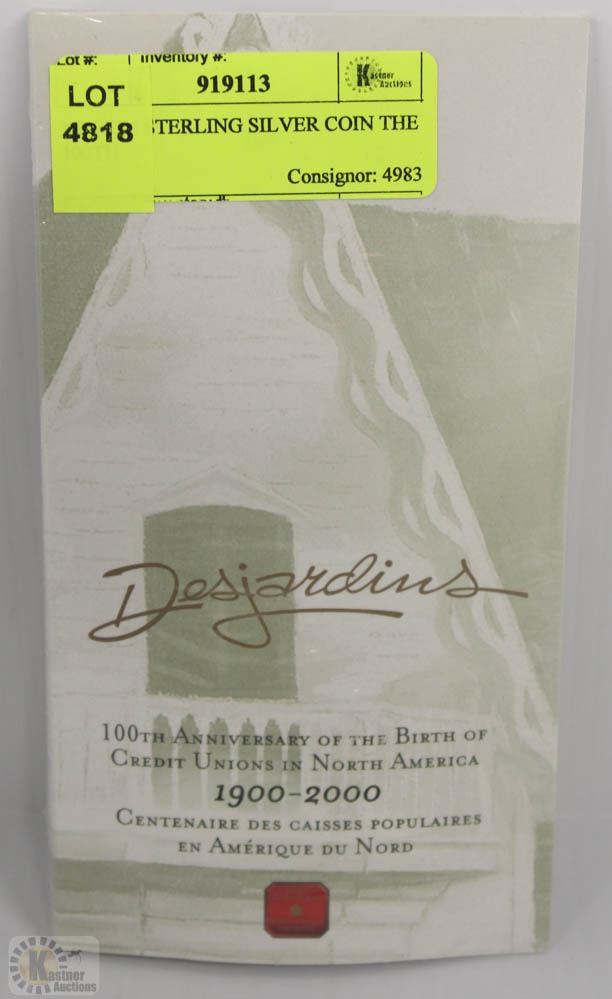 Lot #:
Inventory #:
LOT
4818
919113
Kastner
Auctions
STERLING SILVER COIN THE
Consignor: 4983
Desjardins
100th Anniversary of the Birth of
Credit Unions in North America
1900-2000
Centenaire des caisses populaires
en Amérique du Nord
Kastner
Auctions